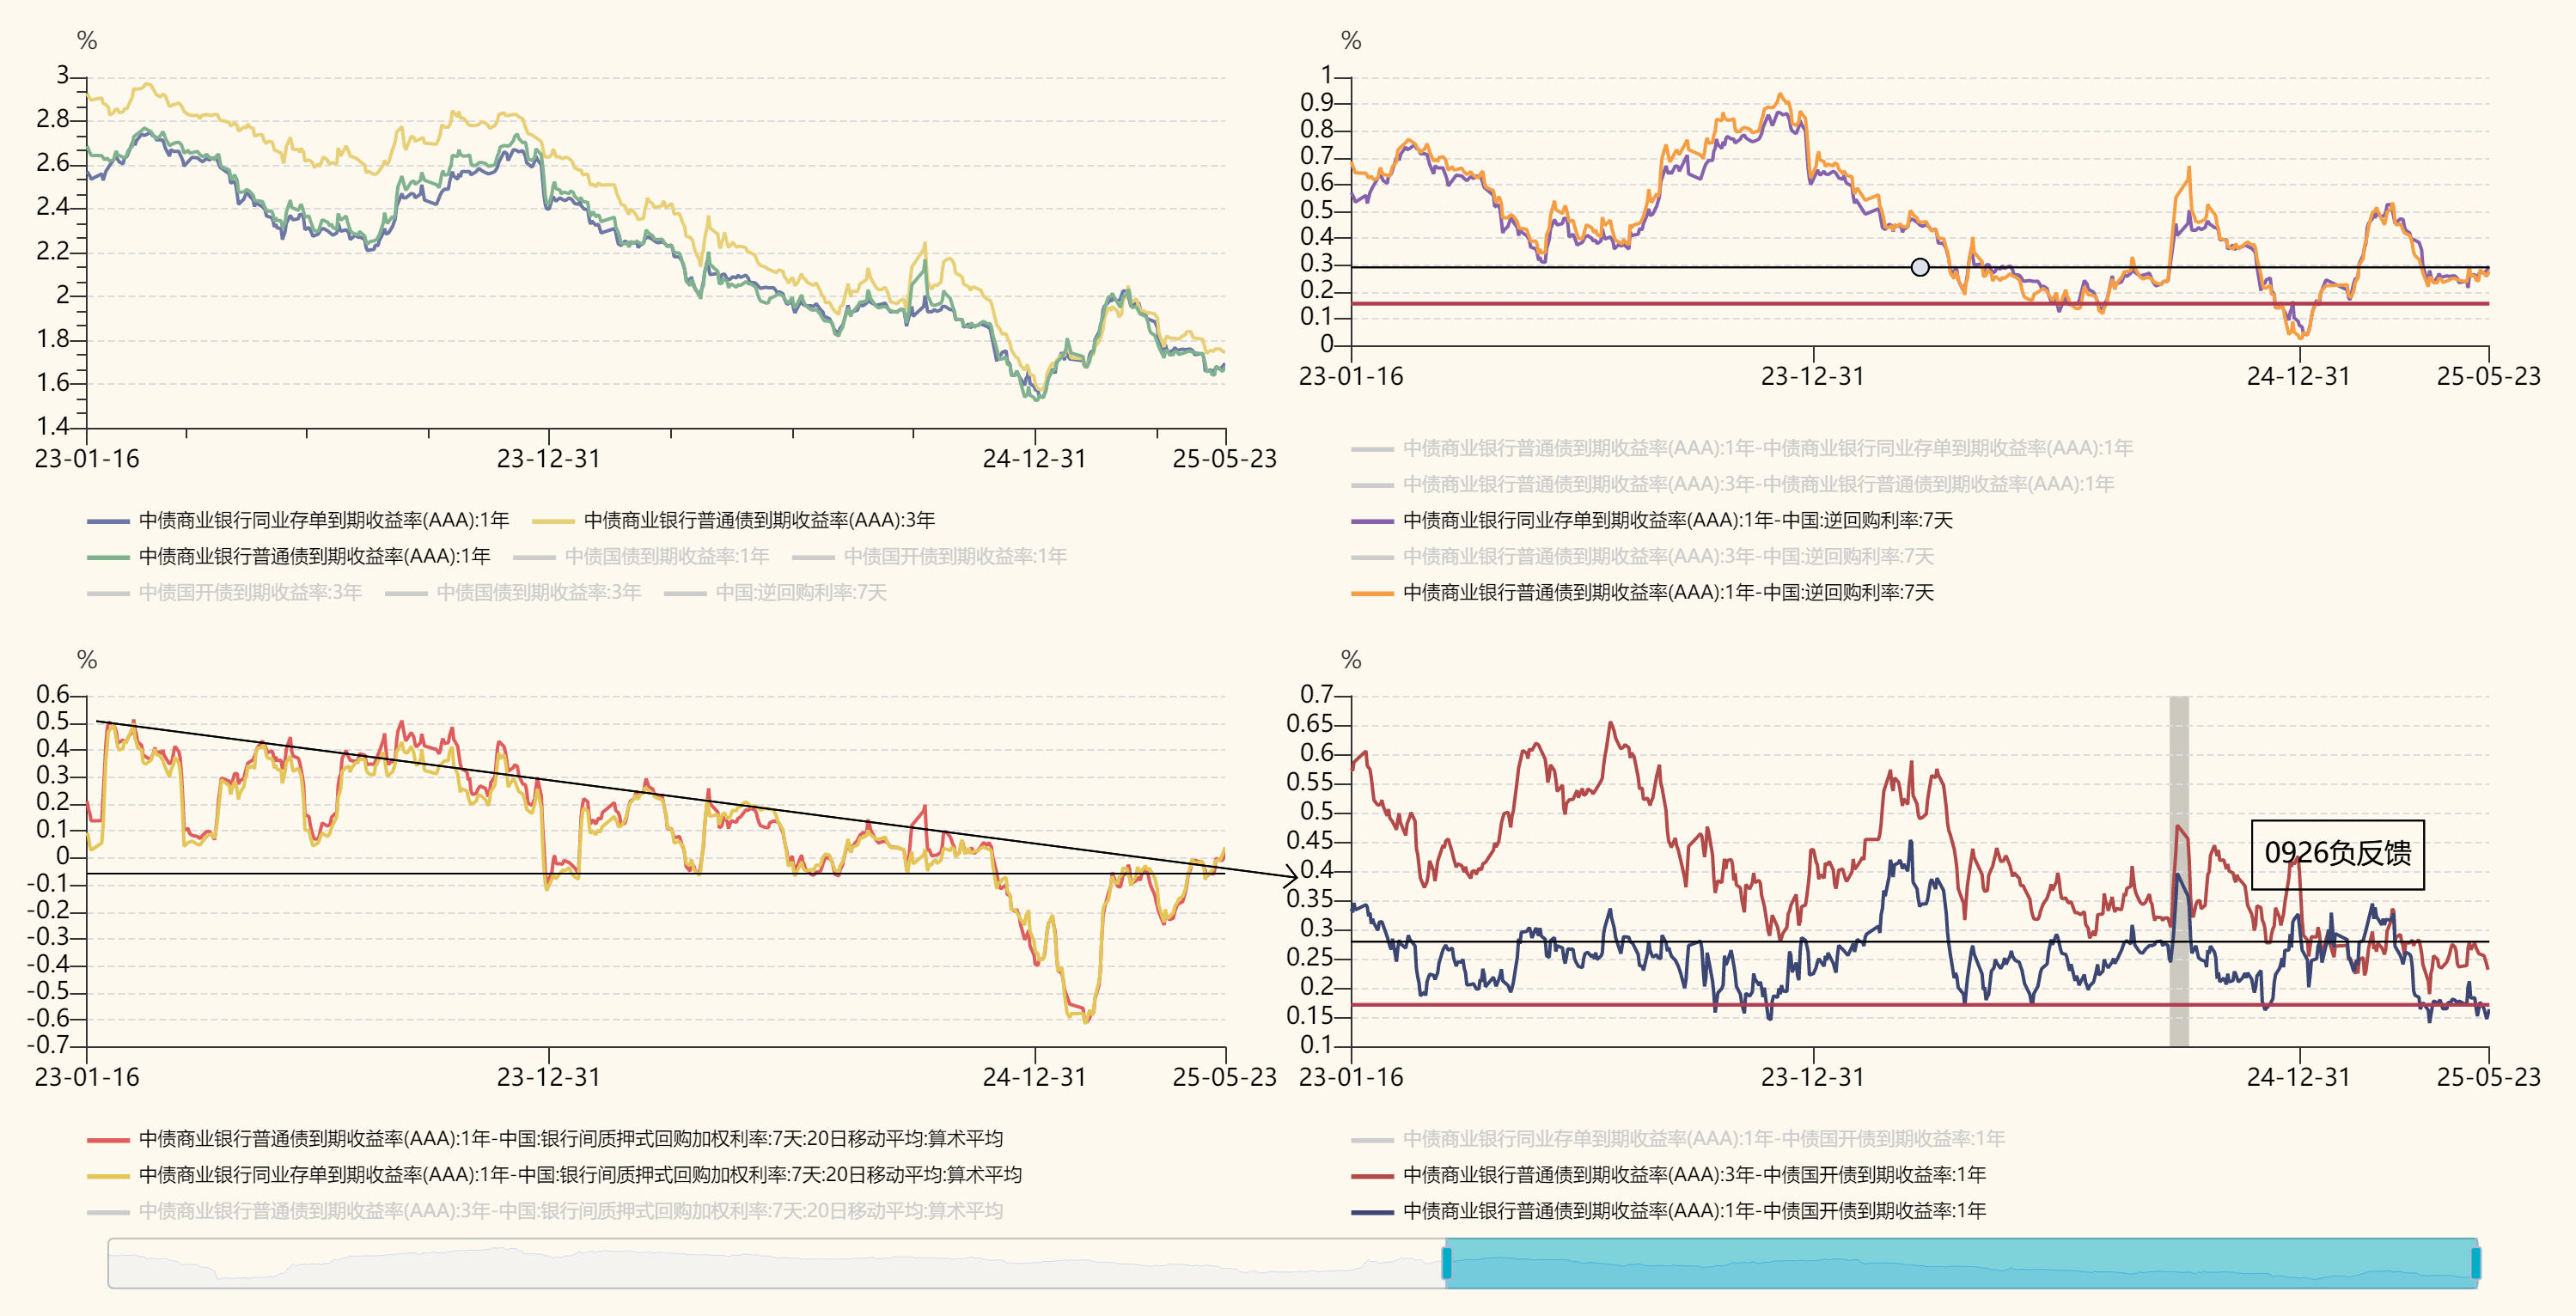 %
3
2.8
2.6
2.4
2.2
2
1.8
1.6
1.4
23-01-16 23-12-31 24-12-31 25-05-23
中债商业银行同业存单到期收益率(AAA):1年 中债商业银行普通债到期收益率(AAA):3年
中债商业银行普通债到期收益率(AAA):1年 中债国债到期收益率:1年 中债国开债到期收益率:1年
中债国开债到期收益率:3年 中债国债到期收益率:3年 中国:逆回购利率:7天
%
1
0.9
0.8
0.7
0.6
0.5
0.4
0.3
0.2
0.1
0
23-01-16 23-12-31 24-12-31 25-05-23
中债商业银行普通债到期收益率(AAA):1年-中债商业银行同业存单到期收益率(AAA):1年
中债商业银行普通债到期收益率(AAA):3年-中债商业银行普通债到期收益率(AAA):1年
中债商业银行同业存单到期收益率(AAA):1年-中国:逆回购利率:7天
中债商业银行普通债到期收益率(AAA):3年-中国:逆回购利率:7天
中债商业银行普通债到期收益率(AAA):1年-中国:逆回购利率:7天
%
0.6
0.5
0.4
0.3
0.2
0.1
0
-0.1
-0.2
-0.3
-0.4
-0.5
-0.6
-0.7
23-01-16 23-12-31 24-12-31 25-05-23
中债商业银行普通债到期收益率(AAA):1年-中国:银行间质押式回购加权利率:7天:20日移动平均:算术平均
中债商业银行同业存单到期收益率(AAA):1年-中国:银行间质押式回购加权利率:7天:20日移动平均:算术平均
中债商业银行普通债到期收益率(AAA):3年-中国:银行间质押式回购加权利率:7天:20日移动平均:算术平均
%
0.7
0.65
0.6
0.55
0.5
0.45
0.4
0.35
0.3
0.25
0.2
0.15
0.1
0926负反馈
23-01-16 23-12-31 24-12-31 25-05-23
中债商业银行同业存单到期收益率(AAA):1年-中债国开债到期收益率:1年
中债商业银行普通债到期收益率(AAA):3年-中债国开债到期收益率:1年
中债商业银行普通债到期收益率(AAA):1年-中债国开债到期收益率:1年